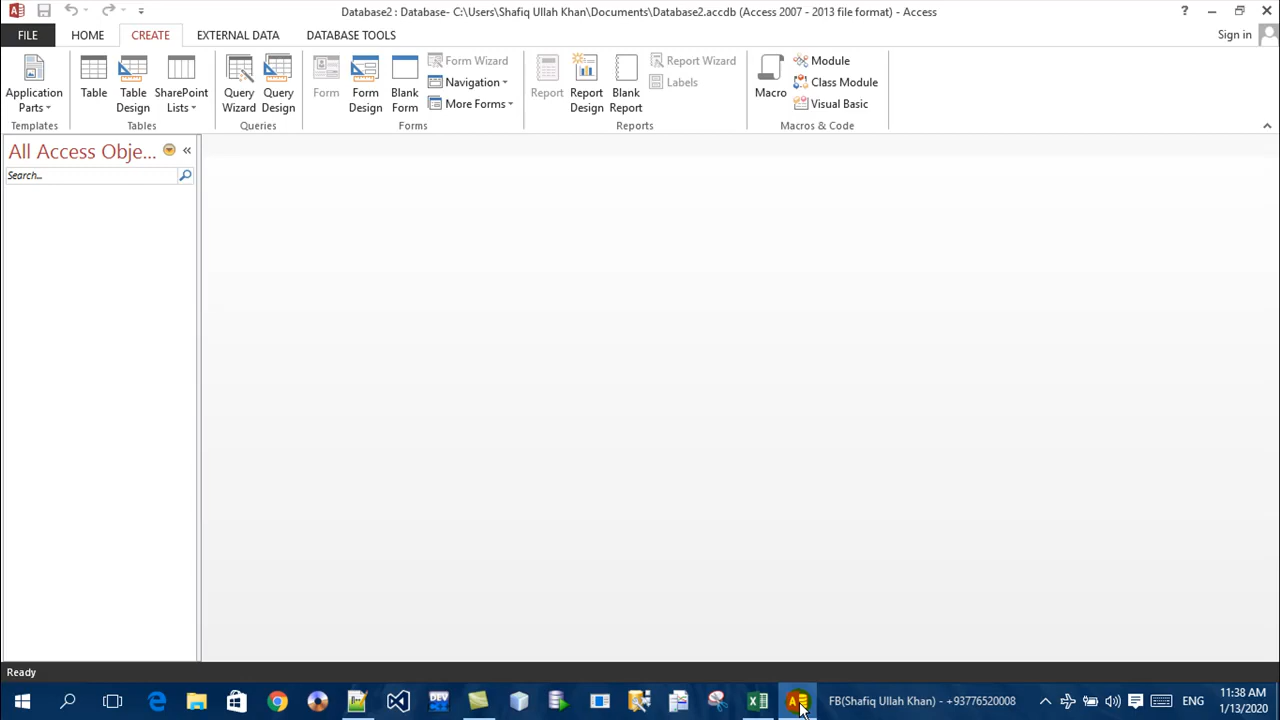 Database2 : Database- C:\Users\Shafiq Ullah Khan\Documents\Database2.accdb (Access 2007 - 2013 file format) - Access
?
FILE HOME CREATE EXTERNAL DATA DATABASE TOOLS Sign in
Application Parts
Table
Table Design
SharePoint Lists
Query Wizard
Query Design
Form
Form Design
Blank Form
Form Wizard
Navigation
More Forms
Report
Report Design
Blank Report
Report Wizard
Labels
Macro
Module
Class Module
Visual Basic
Templates Tables Queries Forms Reports Macros & Code
All Access Obje... «
Search...
Ready
DEV
FB(Shafiq Ullah Khan) - +93776520008
ENG
11:38 AM
1/13/2020